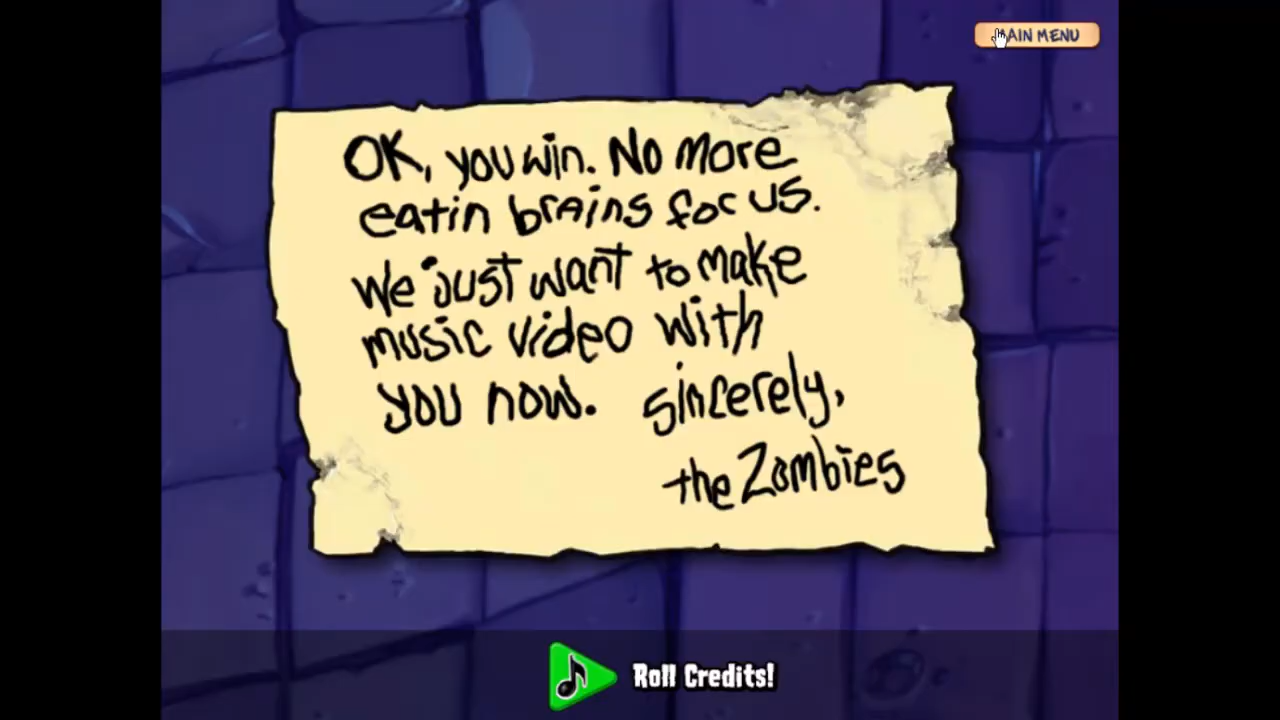 MAIN MENU
OK, you win. No more
eatin brains for us.
We just want to make
music video with
you now. sincerely,
the Zombies
Roll Credits!